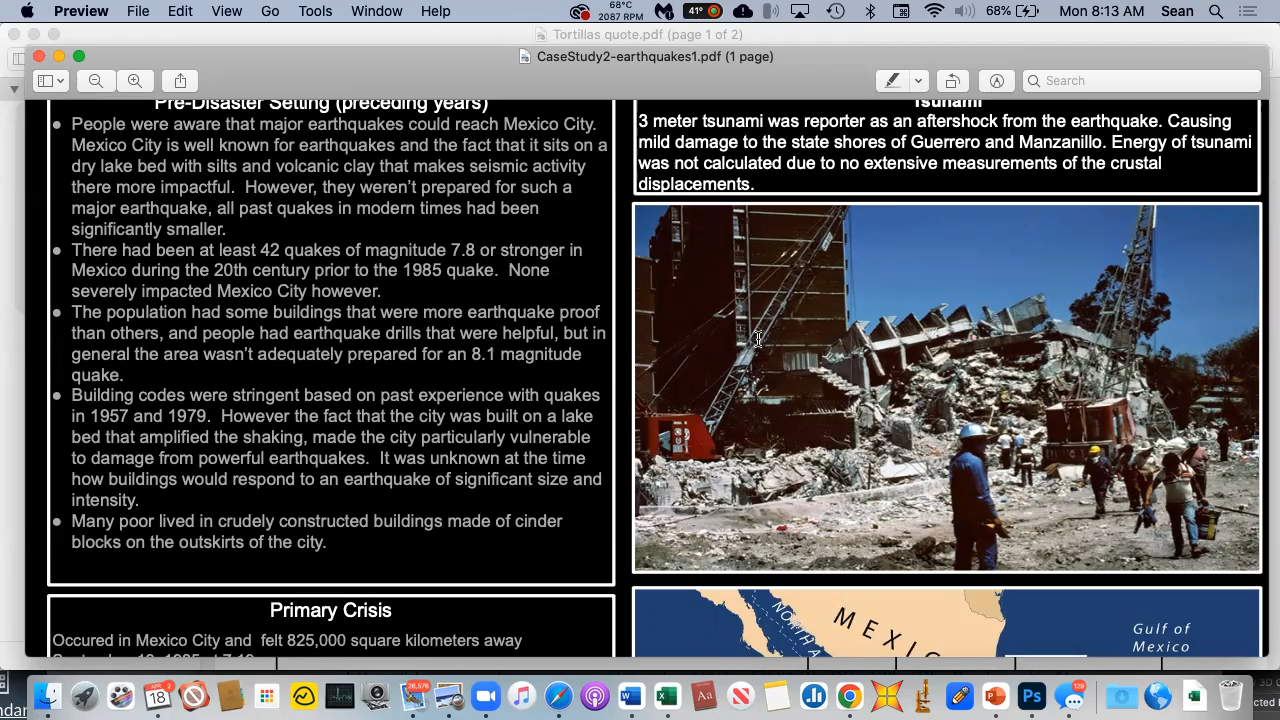 Preview File Edit View Go Tools Window Help
68°C
2087 RPM
41°
68%
Mon 8:13 AM Sean
Tortillas quote.pdf (page 1 of 2)
CaseStudy2-earthquakes1.pdf (1 page)
Search
Pre-Disaster Setting (preceding years)
● People were aware that major earthquakes could reach Mexico City.
Mexico City is well known for earthquakes and the fact that it sits on a
dry lake bed with silts and volcanic clay that makes seismic activity
there more impactful. However, they weren't prepared for such a
major earthquake, all past quakes in modern times had been
significantly smaller.
● There had been at least 42 quakes of magnitude 7.8 or stronger in
Mexico during the 20th century prior to the 1985 quake. None
severely impacted Mexico City however.
● The population had some buildings that were more earthquake proof
than others, and people had earthquake drills that were helpful, but in
general the area wasn't adequately prepared for an 8.1 magnitude
quake.
● Building codes were stringent based on past experience with quakes
in 1957 and 1979. However the fact that the city was built on a lake
bed that amplified the shaking, made the city particularly vulnerable
to damage from powerful earthquakes. It was unknown at the time
how buildings would respond to an earthquake of significant size and
intensity.
● Many poor lived in crudely constructed buildings made of cinder
blocks on the outskirts of the city.
Primary Crisis
Occured in Mexico City and felt 825,000 square kilometers away
Tsunami
3 meter tsunami was reporter as an aftershock from the earthquake. Causing
mild damage to the state shores of Guerrero and Manzanillo. Energy of tsunami
was not calculated due to no extensive measurements of the crustal
displacements.
NORTH A
MEXIC
Gulf of
Mexico
APR
18
2
26,578
Aa
129